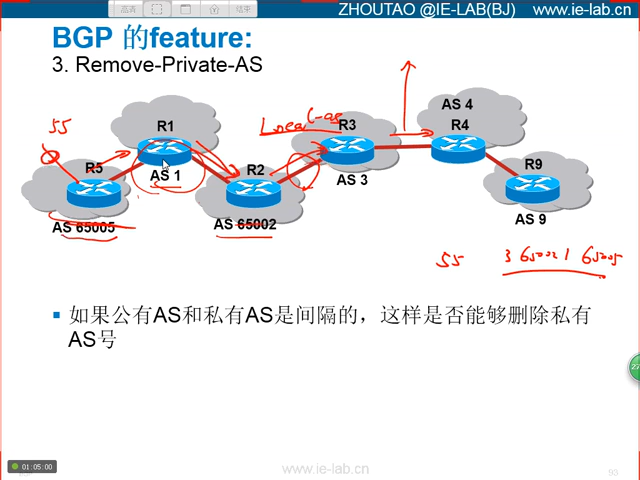 ZHOUTAO @IE-LAB(BJ) www.ie-lab.cn
BGP 的feature:
3. Remove-Private-AS
55
R5
AS 65005
R1
AS 1
R2
AS 65002
Local-as
R3
AS 3
AS 4
R4
R9
AS 9
55 3 65002 1 65005
▪ 如果公有AS和私有AS是间隔的，这样是否能够删除私有
AS号
www.ie-lab.cn
01:05:00